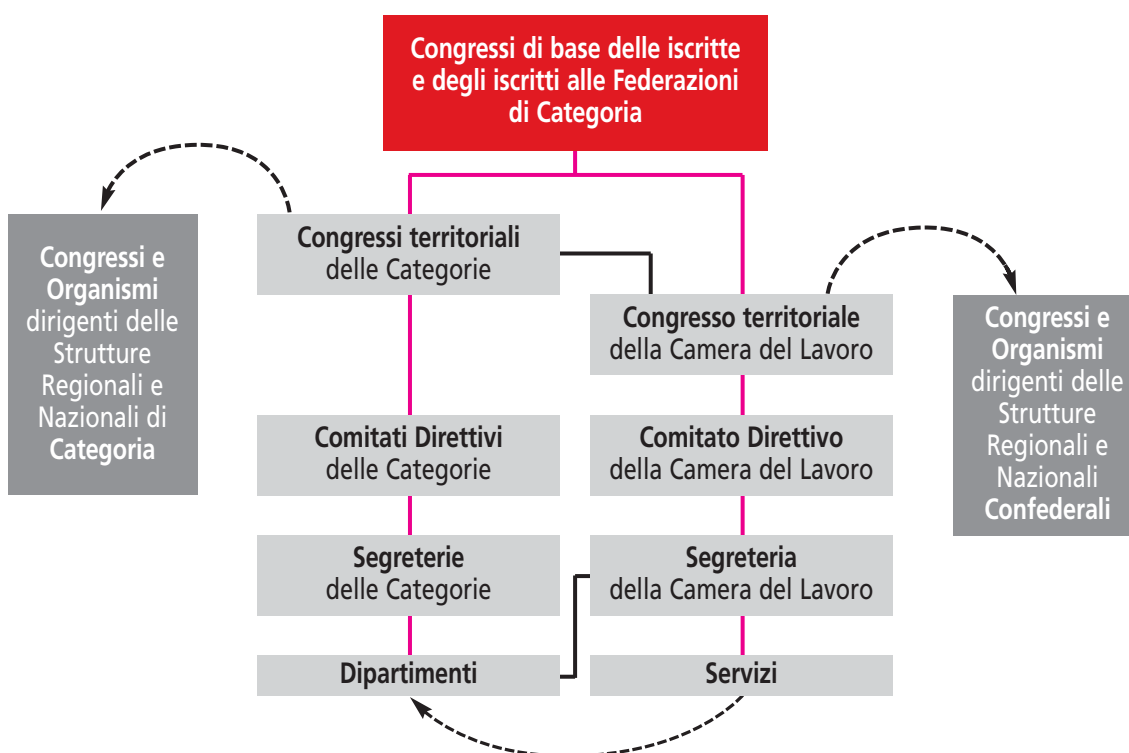 Congressi di base delle iscritte
e degli iscritti alle Federazioni
di Categoria
Congressi e
Organismi
dirigenti delle
Strutture
Regionali e
Nazionali di
Categoria
Congressi territoriali
delle Categorie
Congresso territoriale
della Camera del Lavoro
Congressi e
Organismi
dirigenti delle
Strutture
Regionali e
Nazionali
Confederali
Comitati Direttivi
delle Categorie
Comitato Direttivo
della Camera del Lavoro
Segreterie
delle Categorie
Segreteria
della Camera del Lavoro
Dipartimenti
Servizi